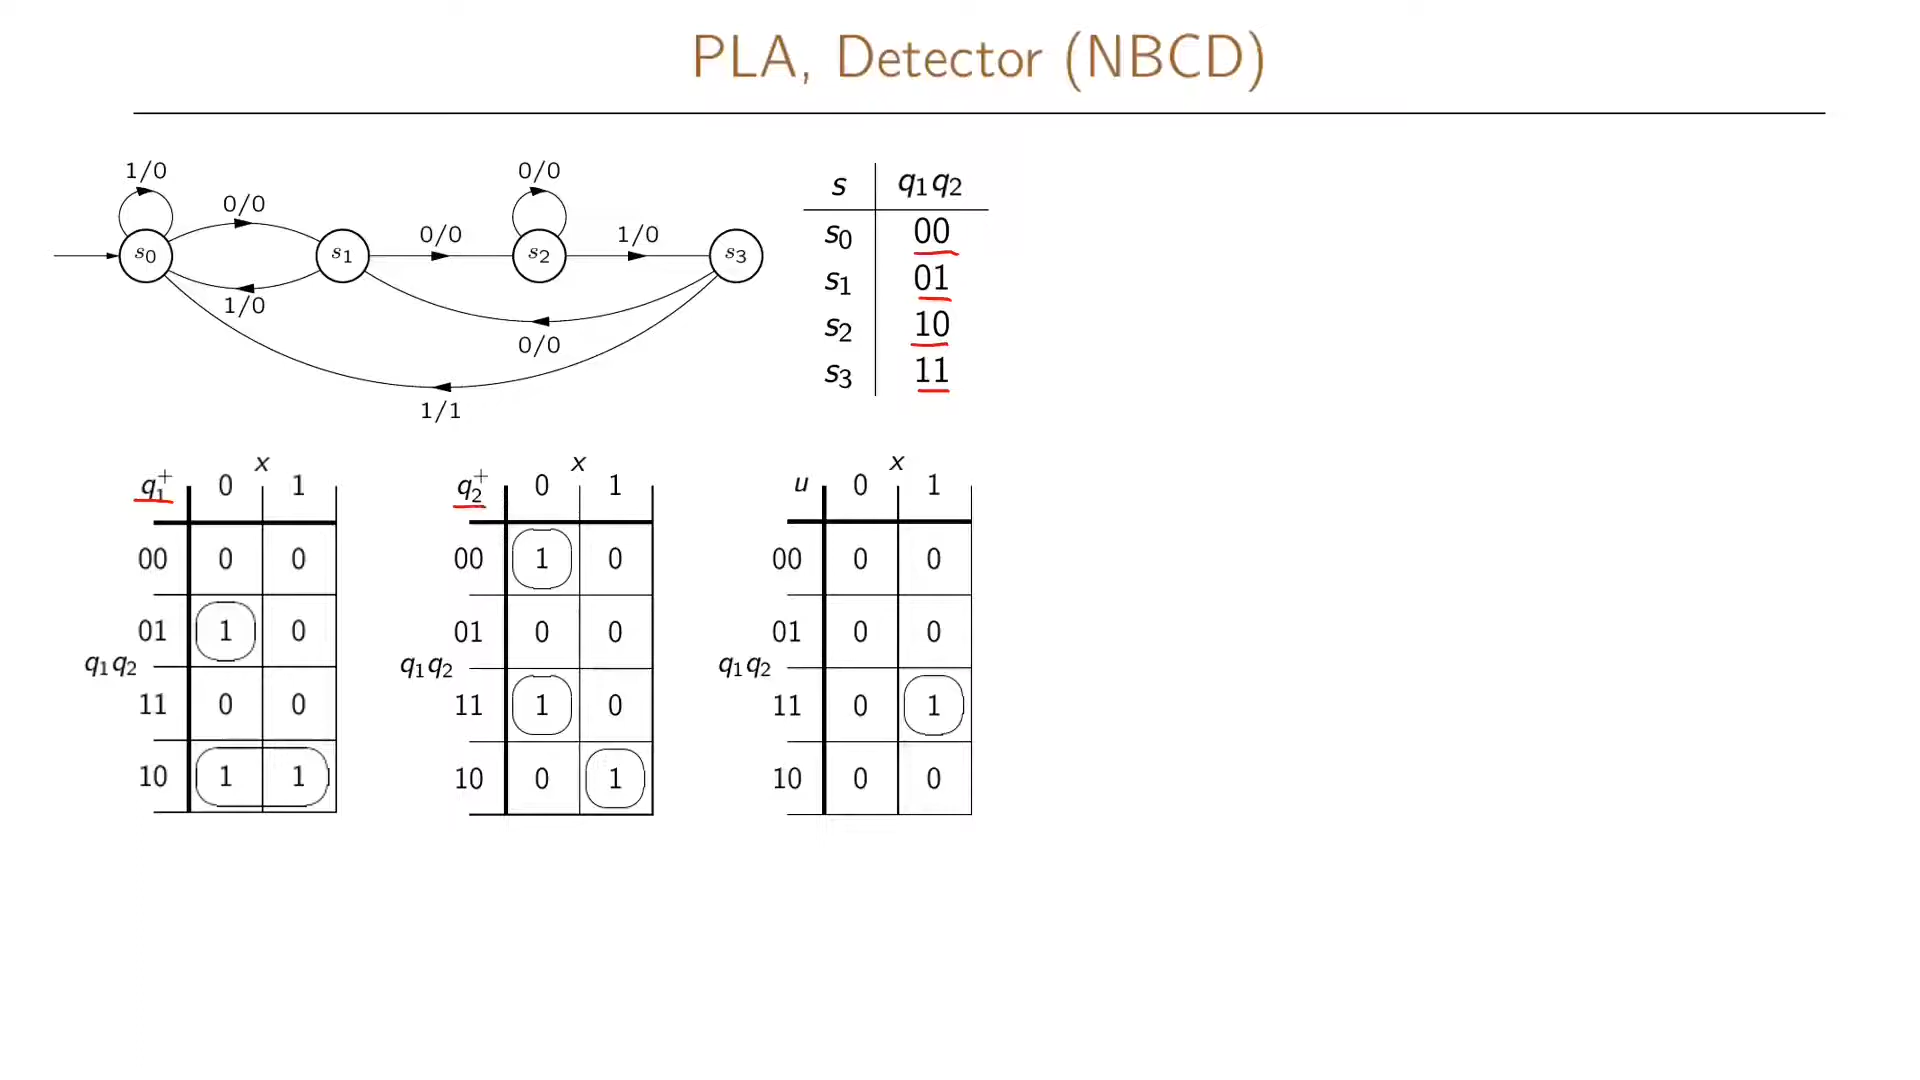 PLA, Detector (NBCD)
1/0
0/0
0/0
0/0
1/0
s0
s1
s2
s3
1/0
0/0
1/1
s q1q2
s0 00
s1 01
s2 10
s3 11
x
q1+ 0 1
00 0 0
01 1 0
q1q2
11 0 0
10 1 1
x
q2+ 0 1
00 1 0
01 0 0
q1q2
11 1 0
10 0 1
x
u 0 1
00 0 0
01 0 0
q1q2
11 0 1
10 0 0